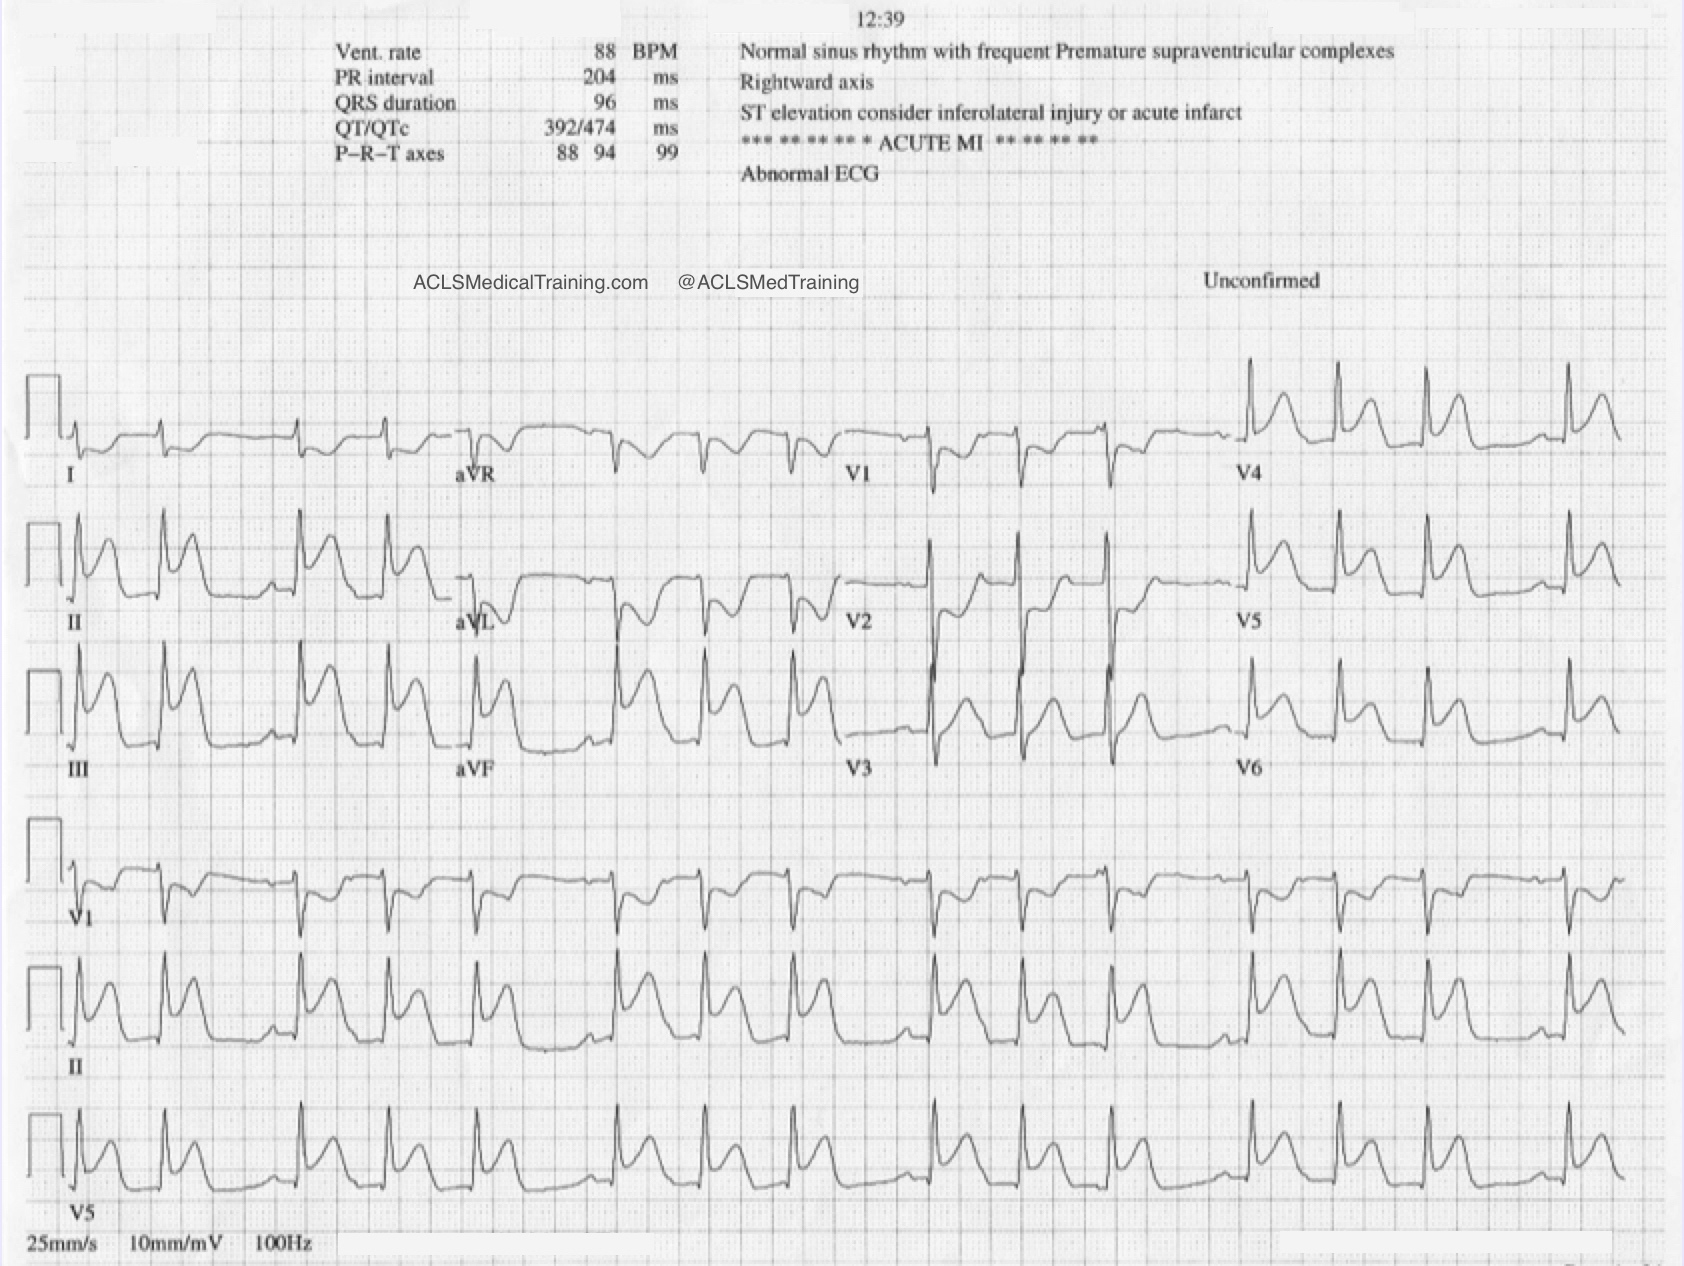 12:39
Vent. rate 88 BPM
PR interval 204 ms
QRS duration 96 ms
QT/QTc 392/474 ms
P–R–T axes 88 94 99
Normal sinus rhythm with frequent Premature supraventricular complexes
Rightward axis
ST elevation consider inferolateral injury or acute infarct
*** ** ** ** * ACUTE MI ** ** ** **
Abnormal ECG
ACLSMedicalTraining.com @ACLSMedTraining
Unconfirmed
I aVR V1 V4
II aVL V2 V5
III aVF V3 V6
V1
II
V5
25mm/s 10mm/mV 100Hz